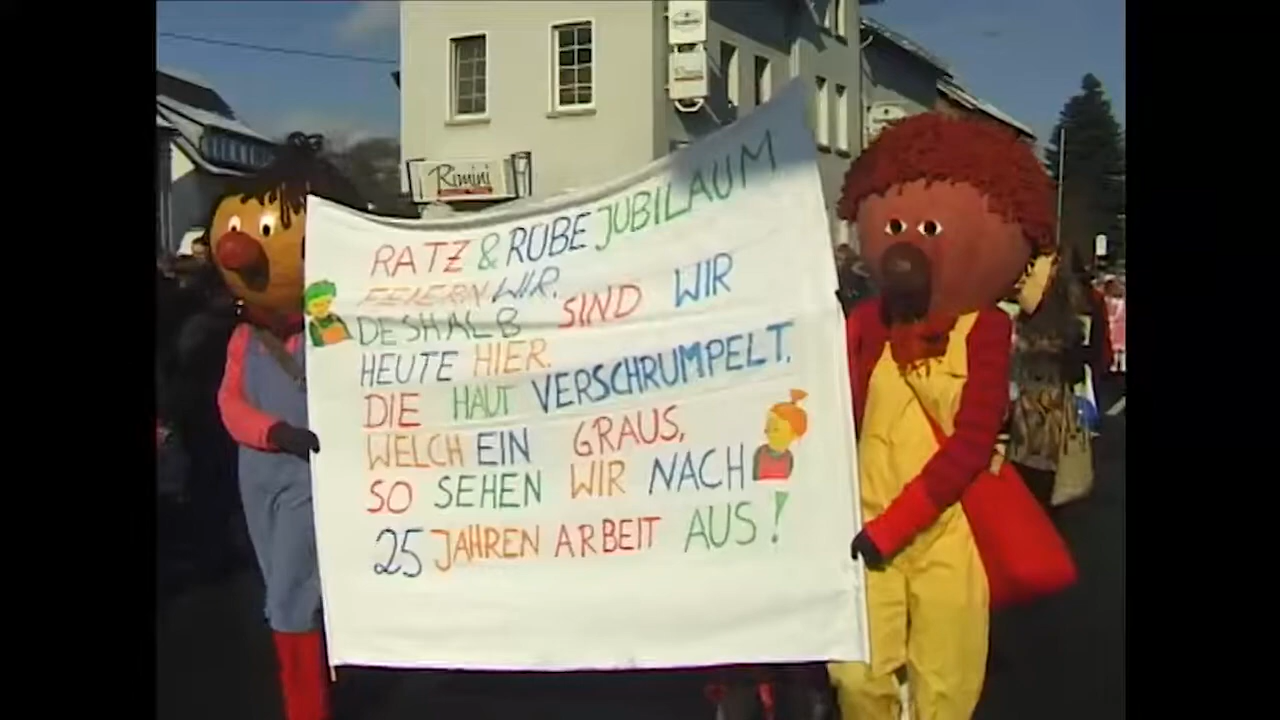 Rimini
RATZ & RÜBE JUBILÄUM
FEIERN WIR.
DESHALB SIND WIR
HEUTE HIER.
DIE HAUT VERSCHRUMPELT.
WELCH EIN GRAUS,
SO SEHEN WIR NACH
25 JAHREN ARBEIT AUS!